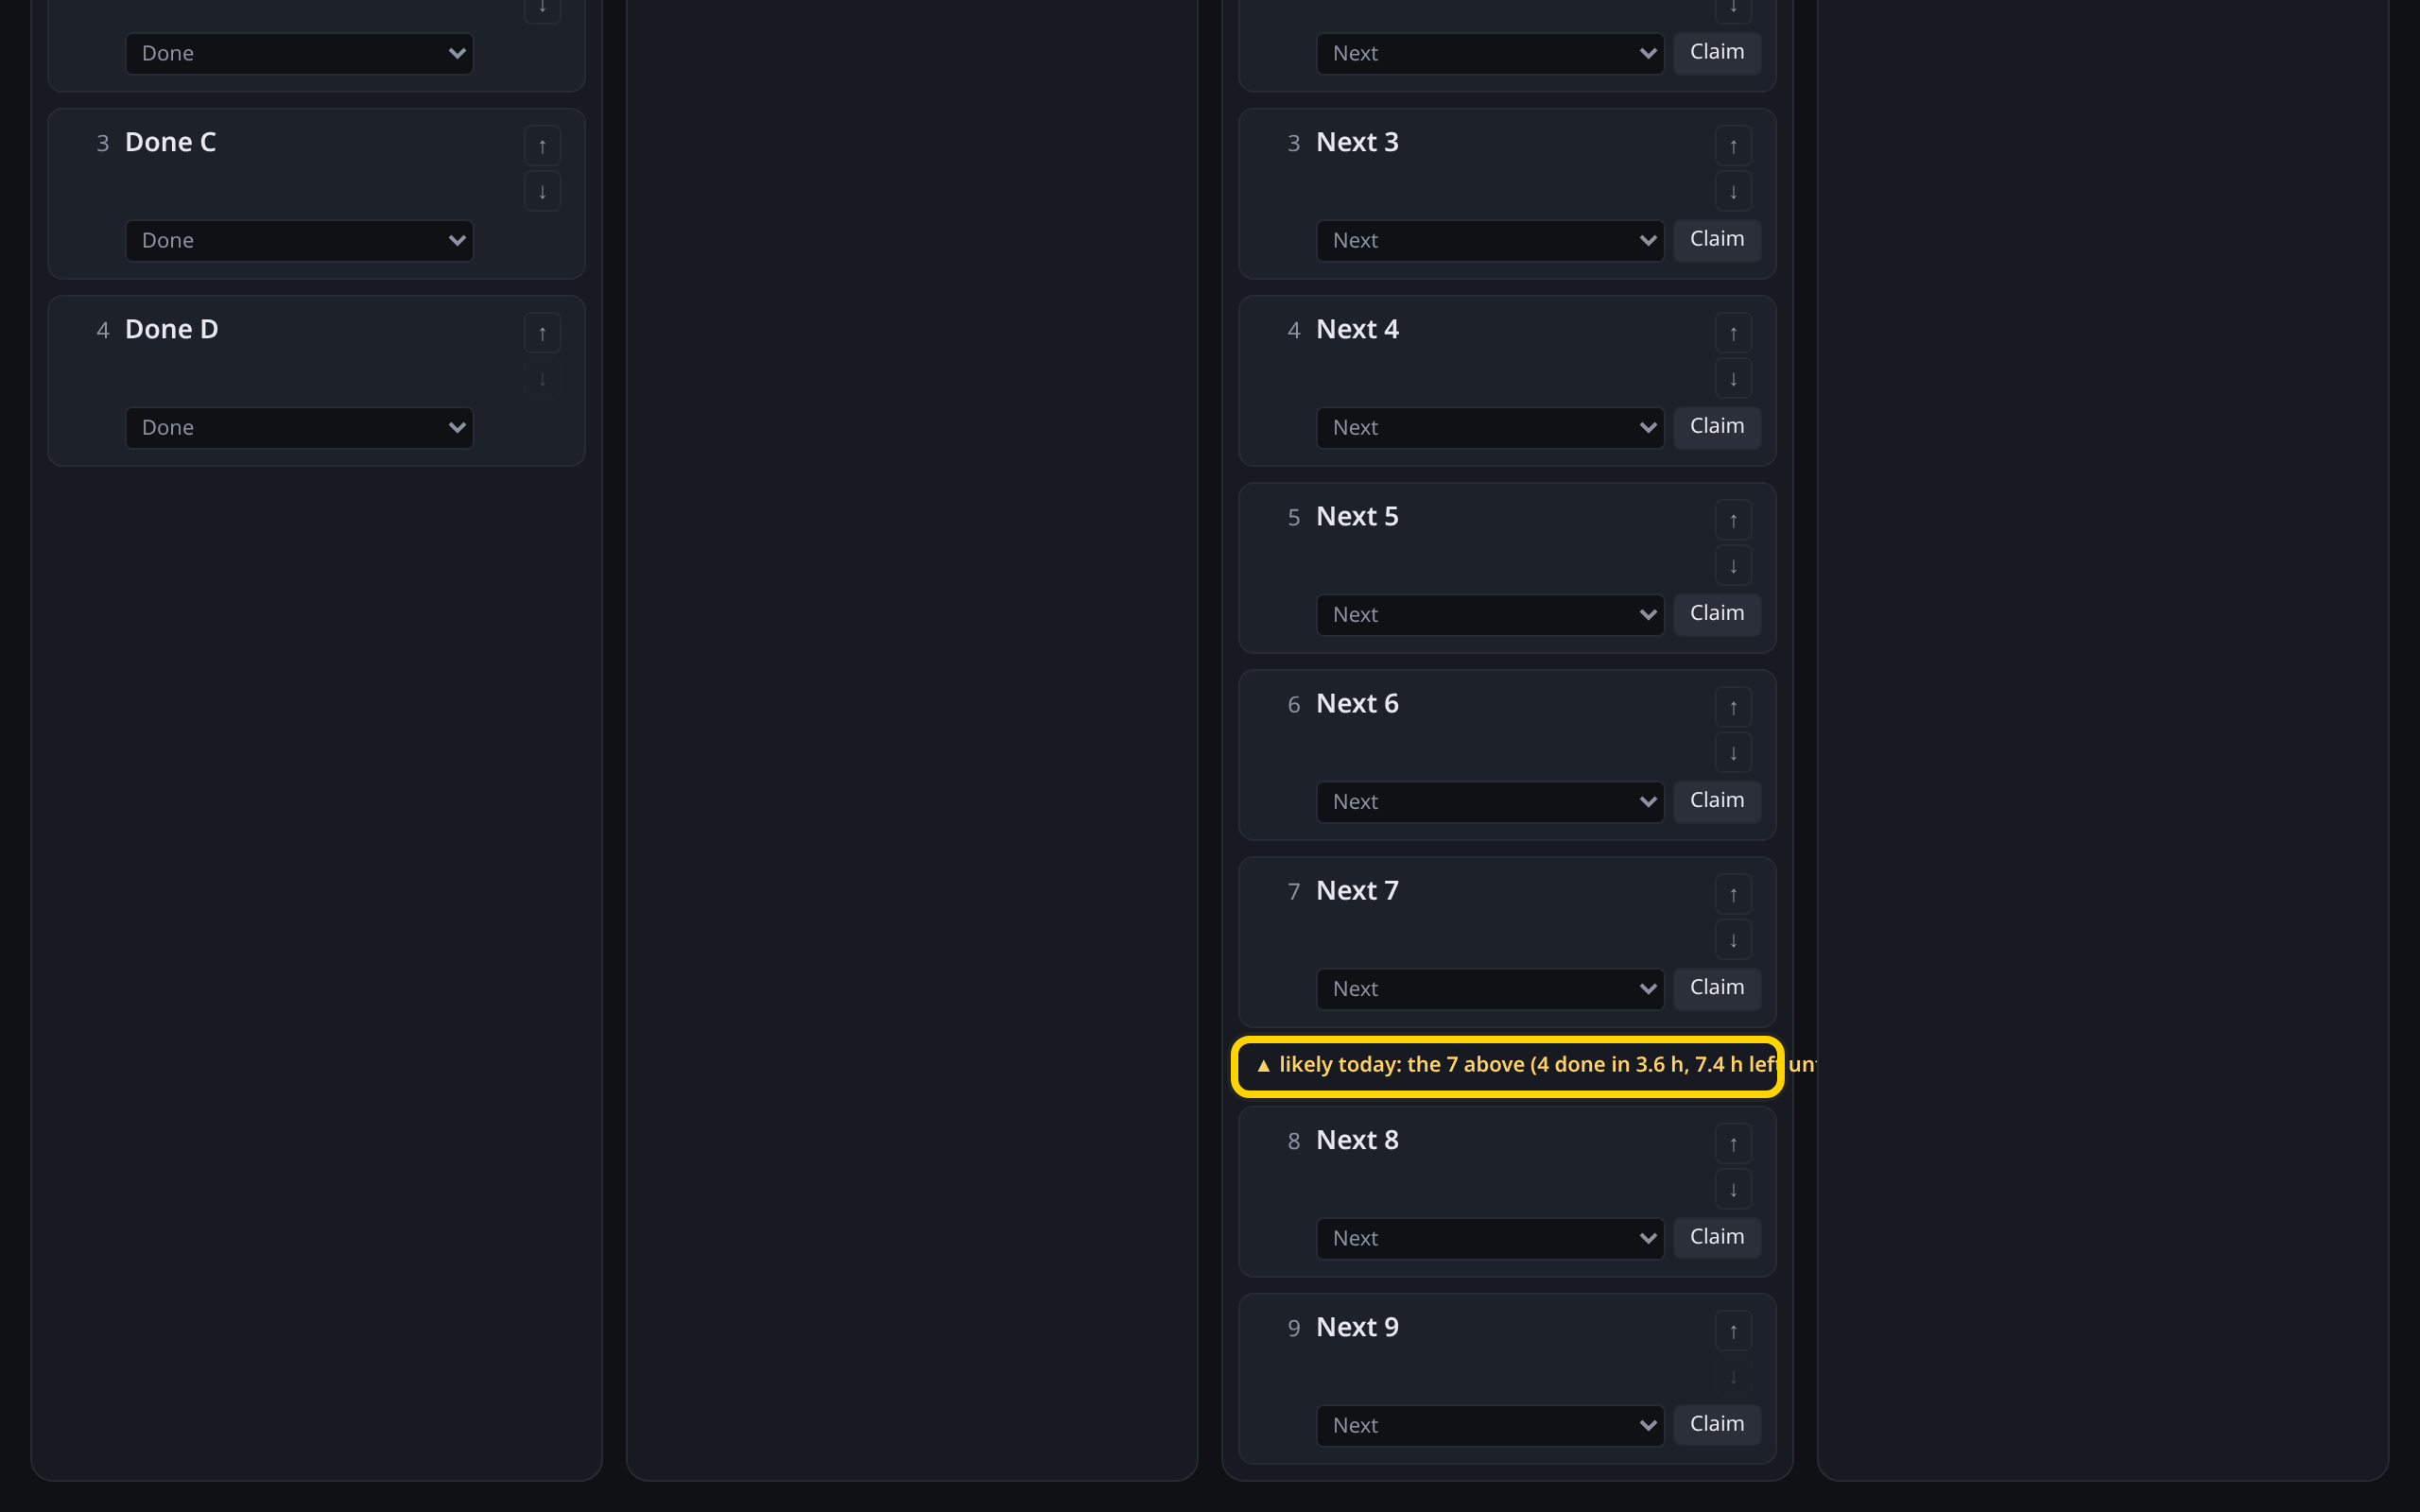 ↓
Done
3 Done C ↑
↓
Done
4 Done D ↑
↓
Done
↓
Next Claim
3 Next 3 ↑
↓
Next Claim
4 Next 4 ↑
↓
Next Claim
5 Next 5 ↑
↓
Next Claim
6 Next 6 ↑
↓
Next Claim
7 Next 7 ↑
↓
Next Claim
▲ likely today: the 7 above (4 done in 3.6 h, 7.4 h left
8 Next 8 ↑
↓
Next Claim
9 Next 9 ↑
↓
Next Claim